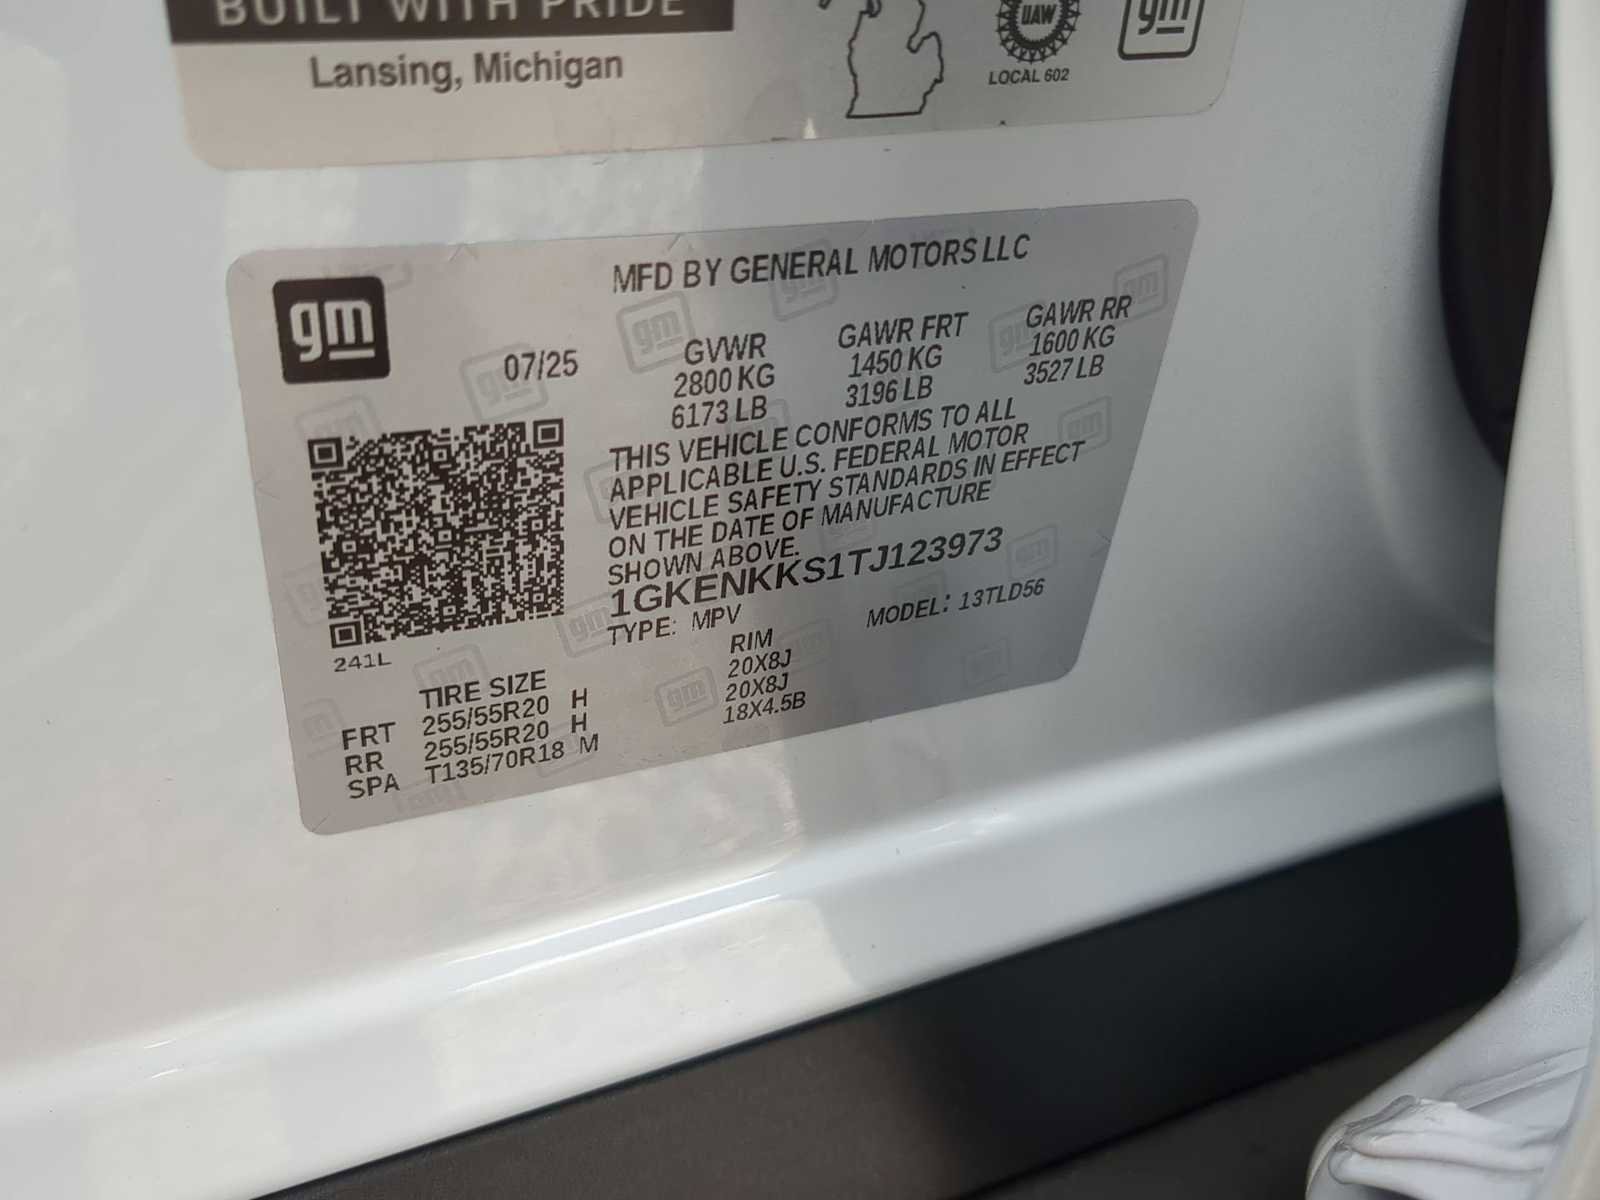 BUILT WITH PRIDE
Lansing, Michigan
UAW
LOCAL 602
gm
gm
MFD BY GENERAL MOTORS LLC
07/25
GVWR
2800 KG
6173 LB
GAWR FRT
1450 KG
3196 LB
GAWR RR
1600 KG
3527 LB
THIS VEHICLE CONFORMS TO ALL
APPLICABLE U.S. FEDERAL MOTOR
VEHICLE SAFETY STANDARDS IN EFFECT
ON THE DATE OF MANUFACTURE
SHOWN ABOVE.
1GKENKKS1TJ123973
TYPE: MPV MODEL: 13TLD56
241L
TIRE SIZE RIM
FRT 255/55R20 H 20X8J
RR 255/55R20 H 20X8J
SPA T135/70R18 M 18X4.5B